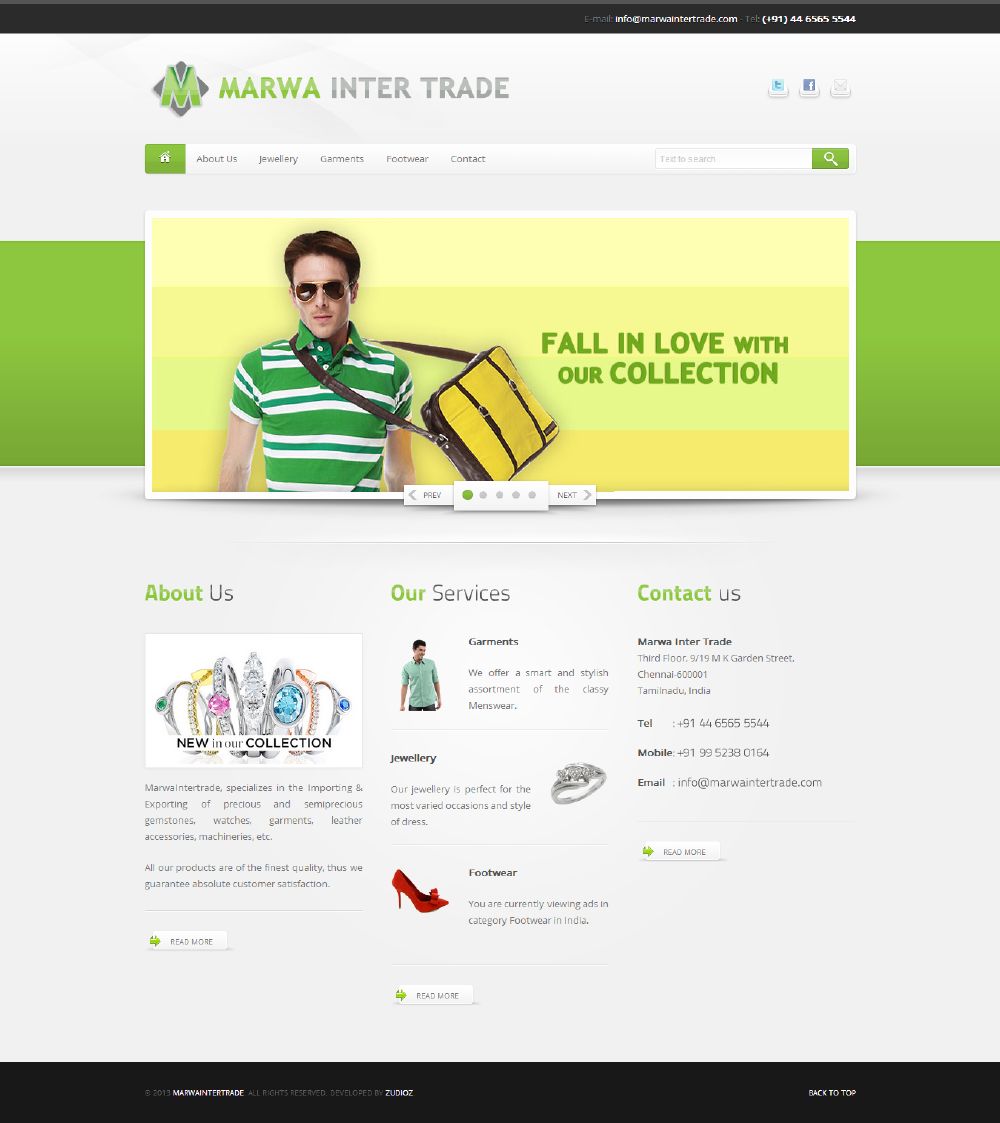 E-mail: info@marwaintertrade.com - Tel: (+91) 44 6565 5544
M MARWA INTER TRADE
About Us Jewellery Garments Footwear Contact Text to search
FALL IN LOVE WITH
OUR COLLECTION
PREV NEXT
About Us
NEW in our COLLECTION
MarwaIntertrade, specializes in the Importing &
Exporting of precious and semiprecious
gemstones, watches, garments, leather
accessories, machineries, etc.
All our products are of the finest quality, thus we
guarantee absolute customer satisfaction.
READ MORE
Our Services
Garments
We offer a smart and stylish
assortment of the classy
Menswear.
Jewellery
Our jewellery is perfect for the
most varied occasions and style
of dress.
Footwear
You are currently viewing ads in
category Footwear in India.
READ MORE
Contact us
Marwa Inter Trade
Third Floor, 9/19 M K Garden Street,
Chennai-600001
Tamilnadu, India
Tel : +91 44 6565 5544
Mobile: +91 99 5238 0164
Email : info@marwaintertrade.com
READ MORE
© 2013 MARWAINTERTRADE. ALL RIGHTS RESERVED. DEVELOPED BY ZUDIOZ
BACK TO TOP